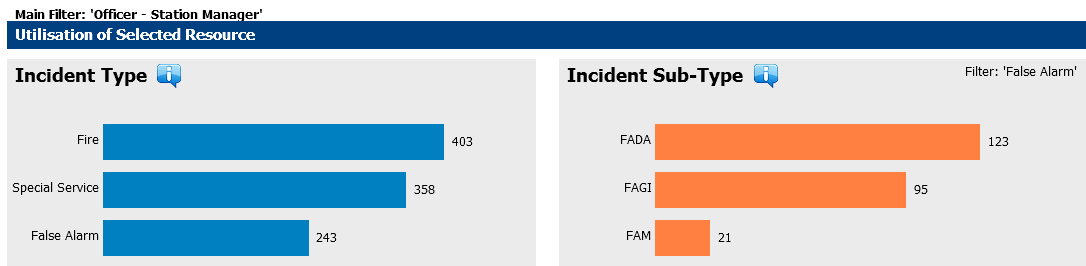 Main Filter: 'Officer - Station Manager'
Utilisation of Selected Resource
Incident Type
Fire 403
Special Service 358
False Alarm 243
Incident Sub-Type
Filter: 'False Alarm'
FADA 123
FAGI 95
FAM 21